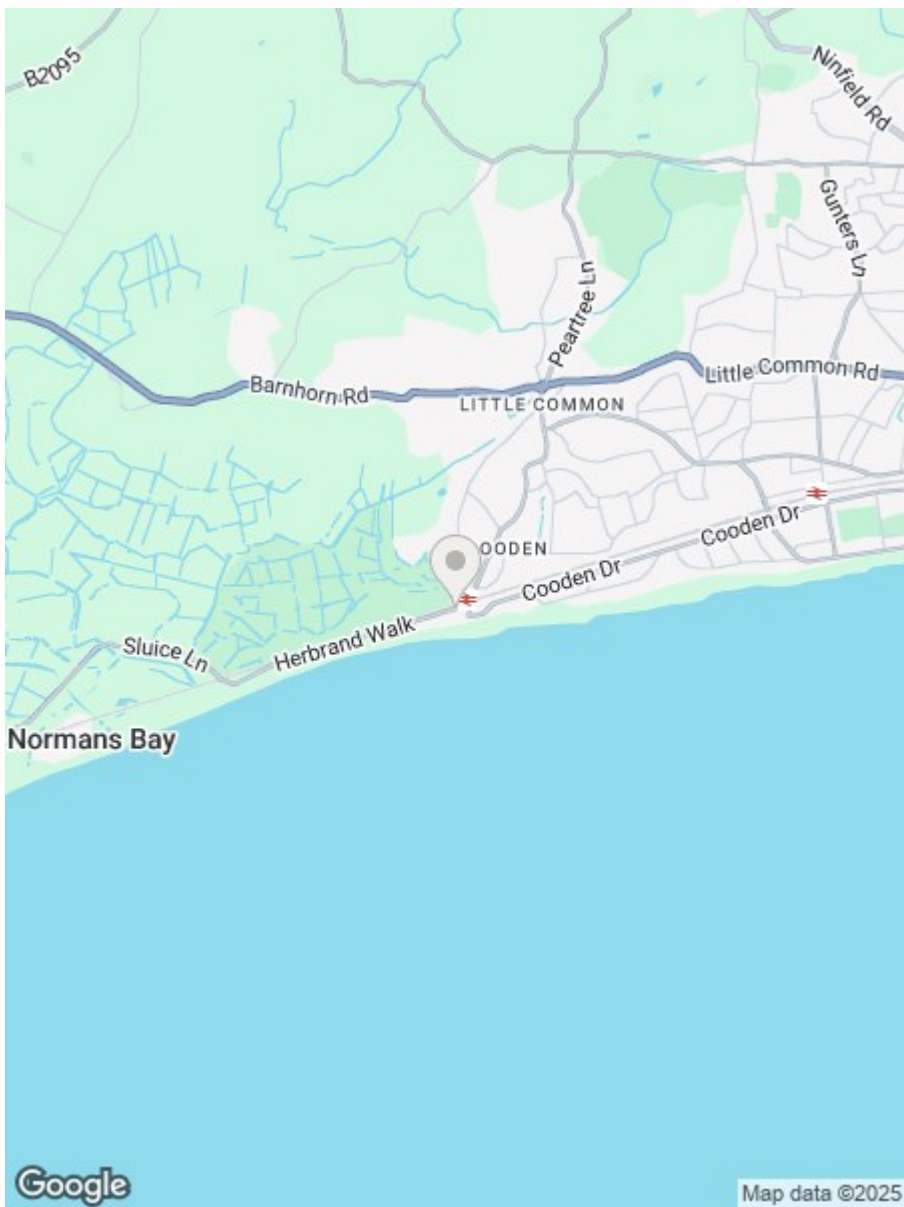 B2095
Ninfield Rd
Gunters Ln
Peartree Ln
Little Common Rd
Barnhorn Rd
LITTLE COMMON
Cooden Dr
OODEN
Cooden Dr
Herbrand Walk
Sluice Ln
Normans Bay
Google
Map data ©2025